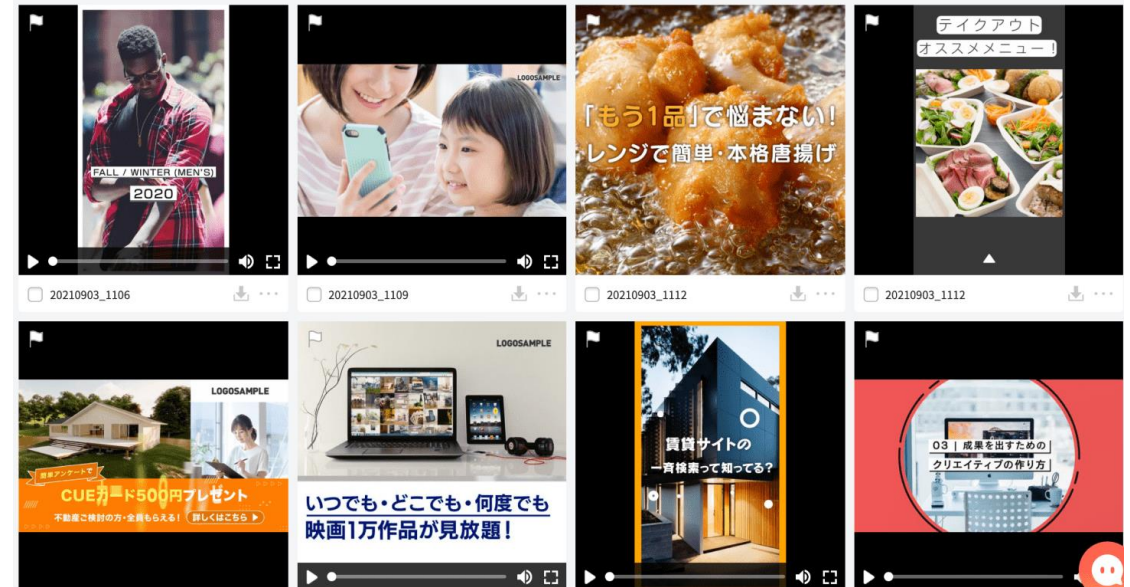 FALL / WINTER (MEN'S)
2020
20210903_1106
LOGOSAMPLE
20210903_1109
「もう1品」で悩まない!
レンジで簡単・本格唐揚げ
20210903_1112
テイクアウト
オススメメニュー!
20210903_1112
LOGOSAMPLE
簡単アンケートで
CUEカード500円プレゼント
不動産ご検討の方・全員もらえる! 詳しくはこちら ▶
LOGOSAMPLE
いつでも・どこでも・何度でも
映画1万作品が見放題!
賃貸サイトの
一斉検索って知ってる?
03 | 成果を出すための
クリエイティブの作り方